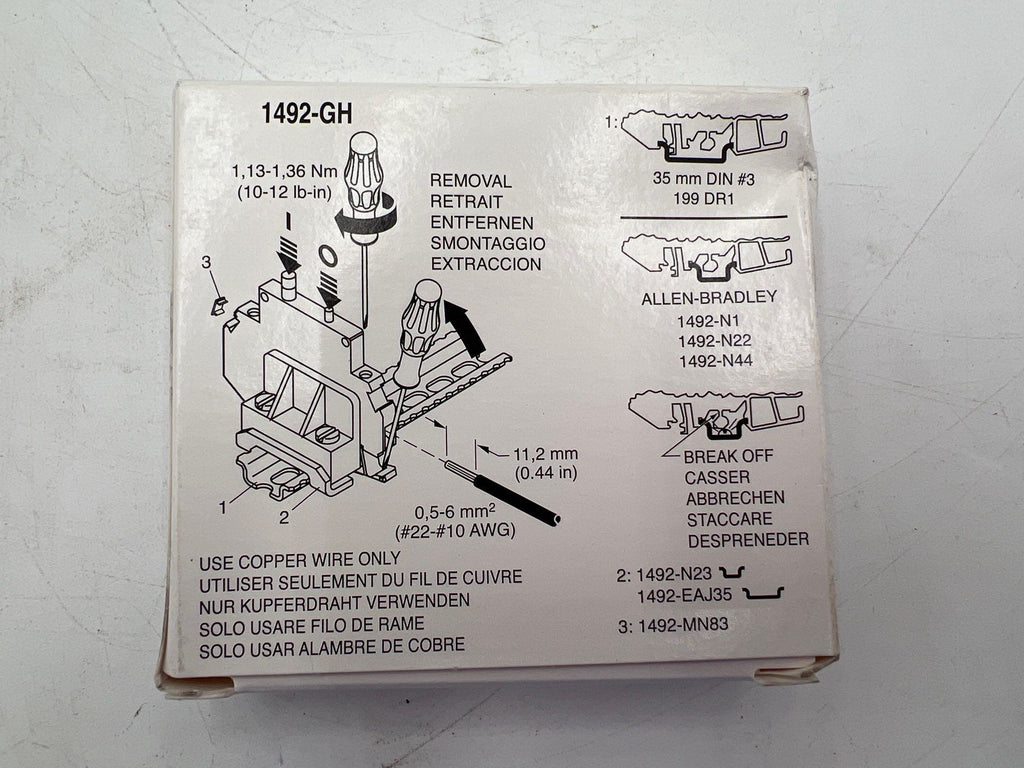 1492-GH
1,13-1,36 Nm
(10-12 lb-in)
I
O
3
REMOVAL
RETRAIT
ENTFERNEN
SMONTAGGIO
EXTRACCION
11,2 mm
(0.44 in)
0,5-6 mm²
(#22-#10 AWG)
1
2
USE COPPER WIRE ONLY
UTILISER SEULEMENT DU FIL DE CUIVRE
NUR KUPFERDRAHT VERWENDEN
SOLO USARE FILO DE RAME
SOLO USAR ALAMBRE DE COBRE
1:
35 mm DIN #3
199 DR1
ALLEN-BRADLEY
1492-N1
1492-N22
1492-N44
BREAK OFF
CASSER
ABBRECHEN
STACCARE
DESPRENEDER
2: 1492-N23
1492-EAJ35
3: 1492-MN83